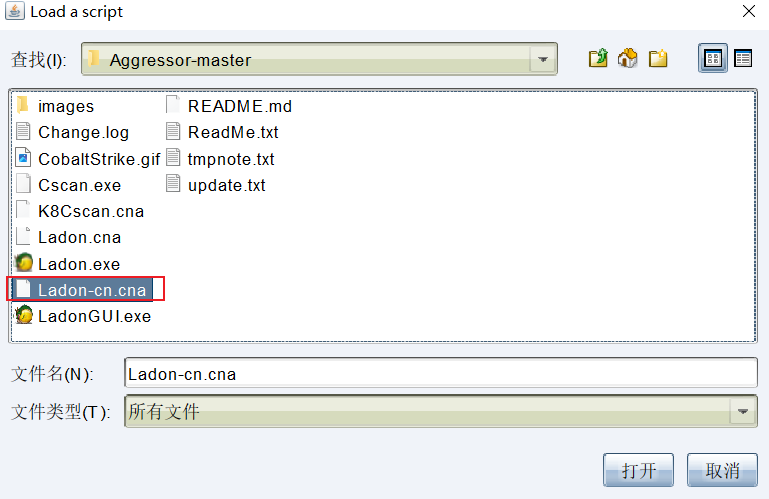 Load a script
查找(I):
Aggressor-master
images
Change.log
CobaltStrike.gif
Cscan.exe
K8Cscan.cna
Ladon.cna
Ladon.exe
Ladon-cn.cna
LadonGUI.exe
README.md
ReadMe.txt
tmpnote.txt
update.txt
文件名(N):
Ladon-cn.cna
文件类型(T):
所有文件
打开
取消